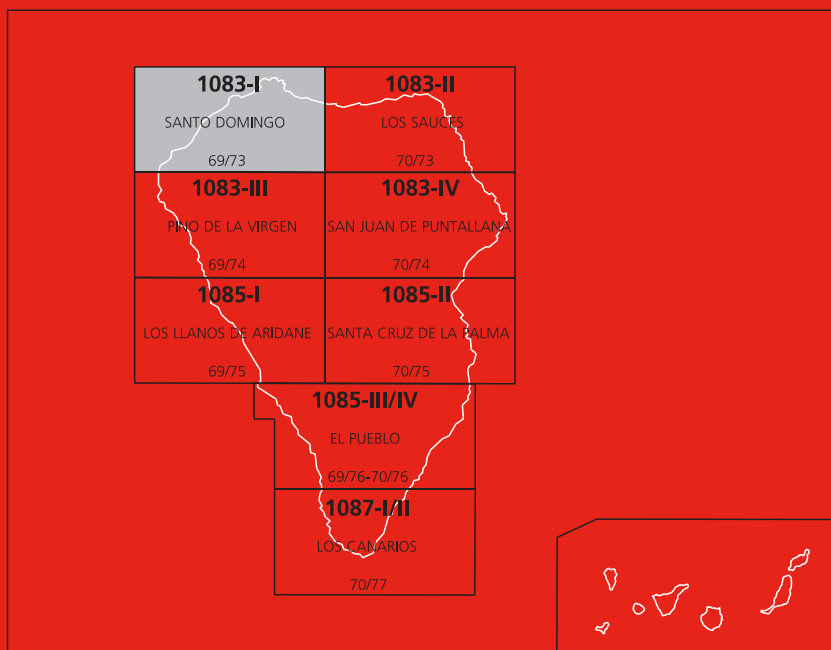 1083-I
SANTO DOMINGO
69/73
1083-II
LOS SAUCES
70/73
1083-III
PINO DE LA VIRGEN
69/74
1083-IV
SAN JUAN DE PUNTALLANA
70/74
1085-I
LOS LLANOS DE ARIDANE
69/75
1085-II
SANTA CRUZ DE LA PALMA
70/75
1085-III/IV
EL PUEBLO
69/76-70/76
1087-I/II
LOS CANARIOS
70/77